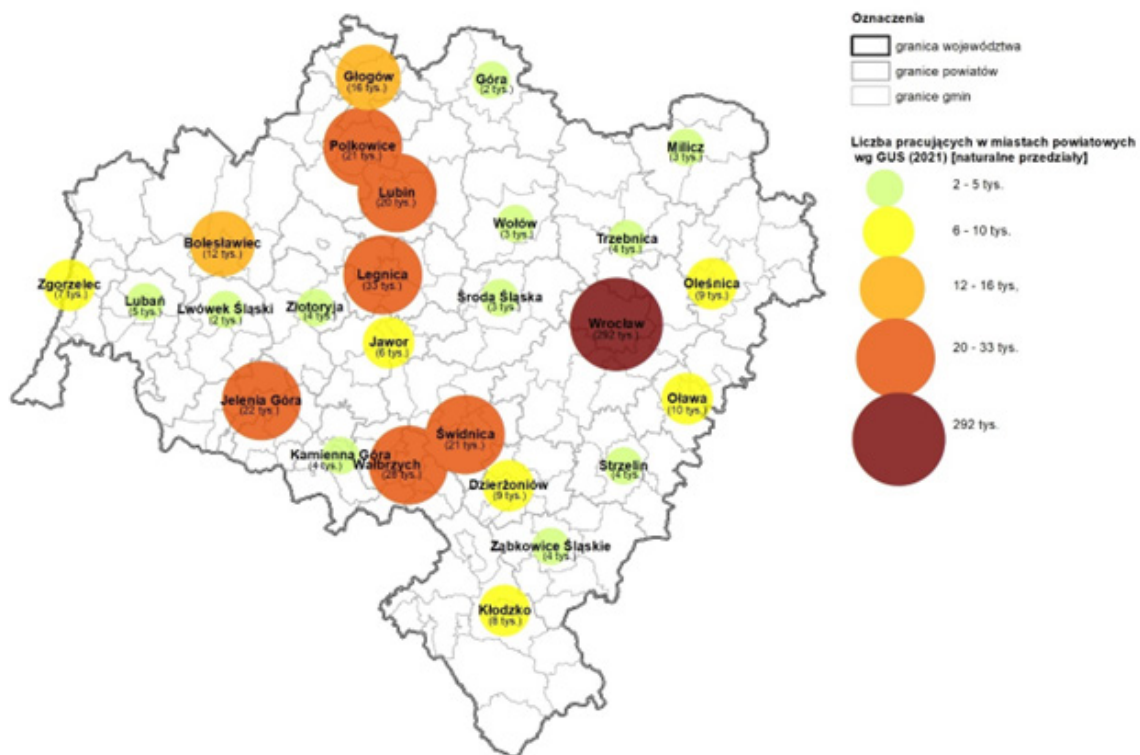 Oznaczenia
granica województwa
granice powiatów
granice gmin
Liczba pracujących w miastach powiatowych
wg GUS (2021) [naturalne przedziały]
2 - 5 tys.
6 - 10 tys.
12 - 16 tys.
20 - 33 tys.
292 tys.
Głogów
(16 tys.)
Góra
(2 tys.)
Polkowice
(21 tys.)
Milicz
(3 tys.)
Lubin
(20 tys.)
Wołów
(3 tys.)
Trzebnica
(4 tys.)
Bolesławiec
(12 tys.)
Legnica
(33 tys.)
Zgorzelec
(7 tys.)
Oleśnica
(9 tys.)
Lubań
(5 tys.)
Lwówek Śląski
(2 tys.)
Złotoryja
(4 tys.)
Środa Śląska
(3 tys.)
Wrocław
(292 tys.)
Jawor
(6 tys.)
Jelenia Góra
(22 tys.)
Oława
(10 tys.)
Świdnica
(21 tys.)
Kamienna Góra
(4 tys.)
Wałbrzych
(28 tys.)
Strzelin
(4 tys.)
Dzierżoniów
(9 tys.)
Ząbkowice Śląskie
(4 tys.)
Kłodzko
(8 tys.)